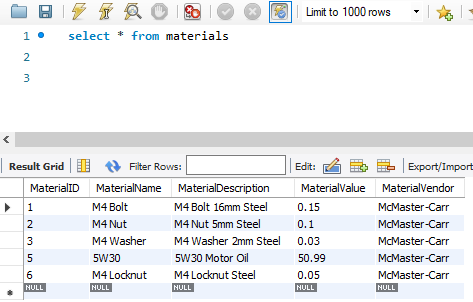 Limit to 1000 rows
1 select * from materials
2
3
Result Grid Filter Rows: Edit: Export/Import
MaterialID MaterialName MaterialDescription MaterialValue MaterialVendor
1 M4 Bolt M4 Bolt 16mm Steel 0.15 McMaster-Carr
2 M4 Nut M4 Nut 5mm Steel 0.1 McMaster-Carr
3 M4 Washer M4 Washer 2mm Steel 0.03 McMaster-Carr
5 5W30 5W30 Motor Oil 50.99 McMaster-Carr
6 M4 Locknut M4 Locknut Steel 0.05 McMaster-Carr
NULL NULL NULL NULL NULL